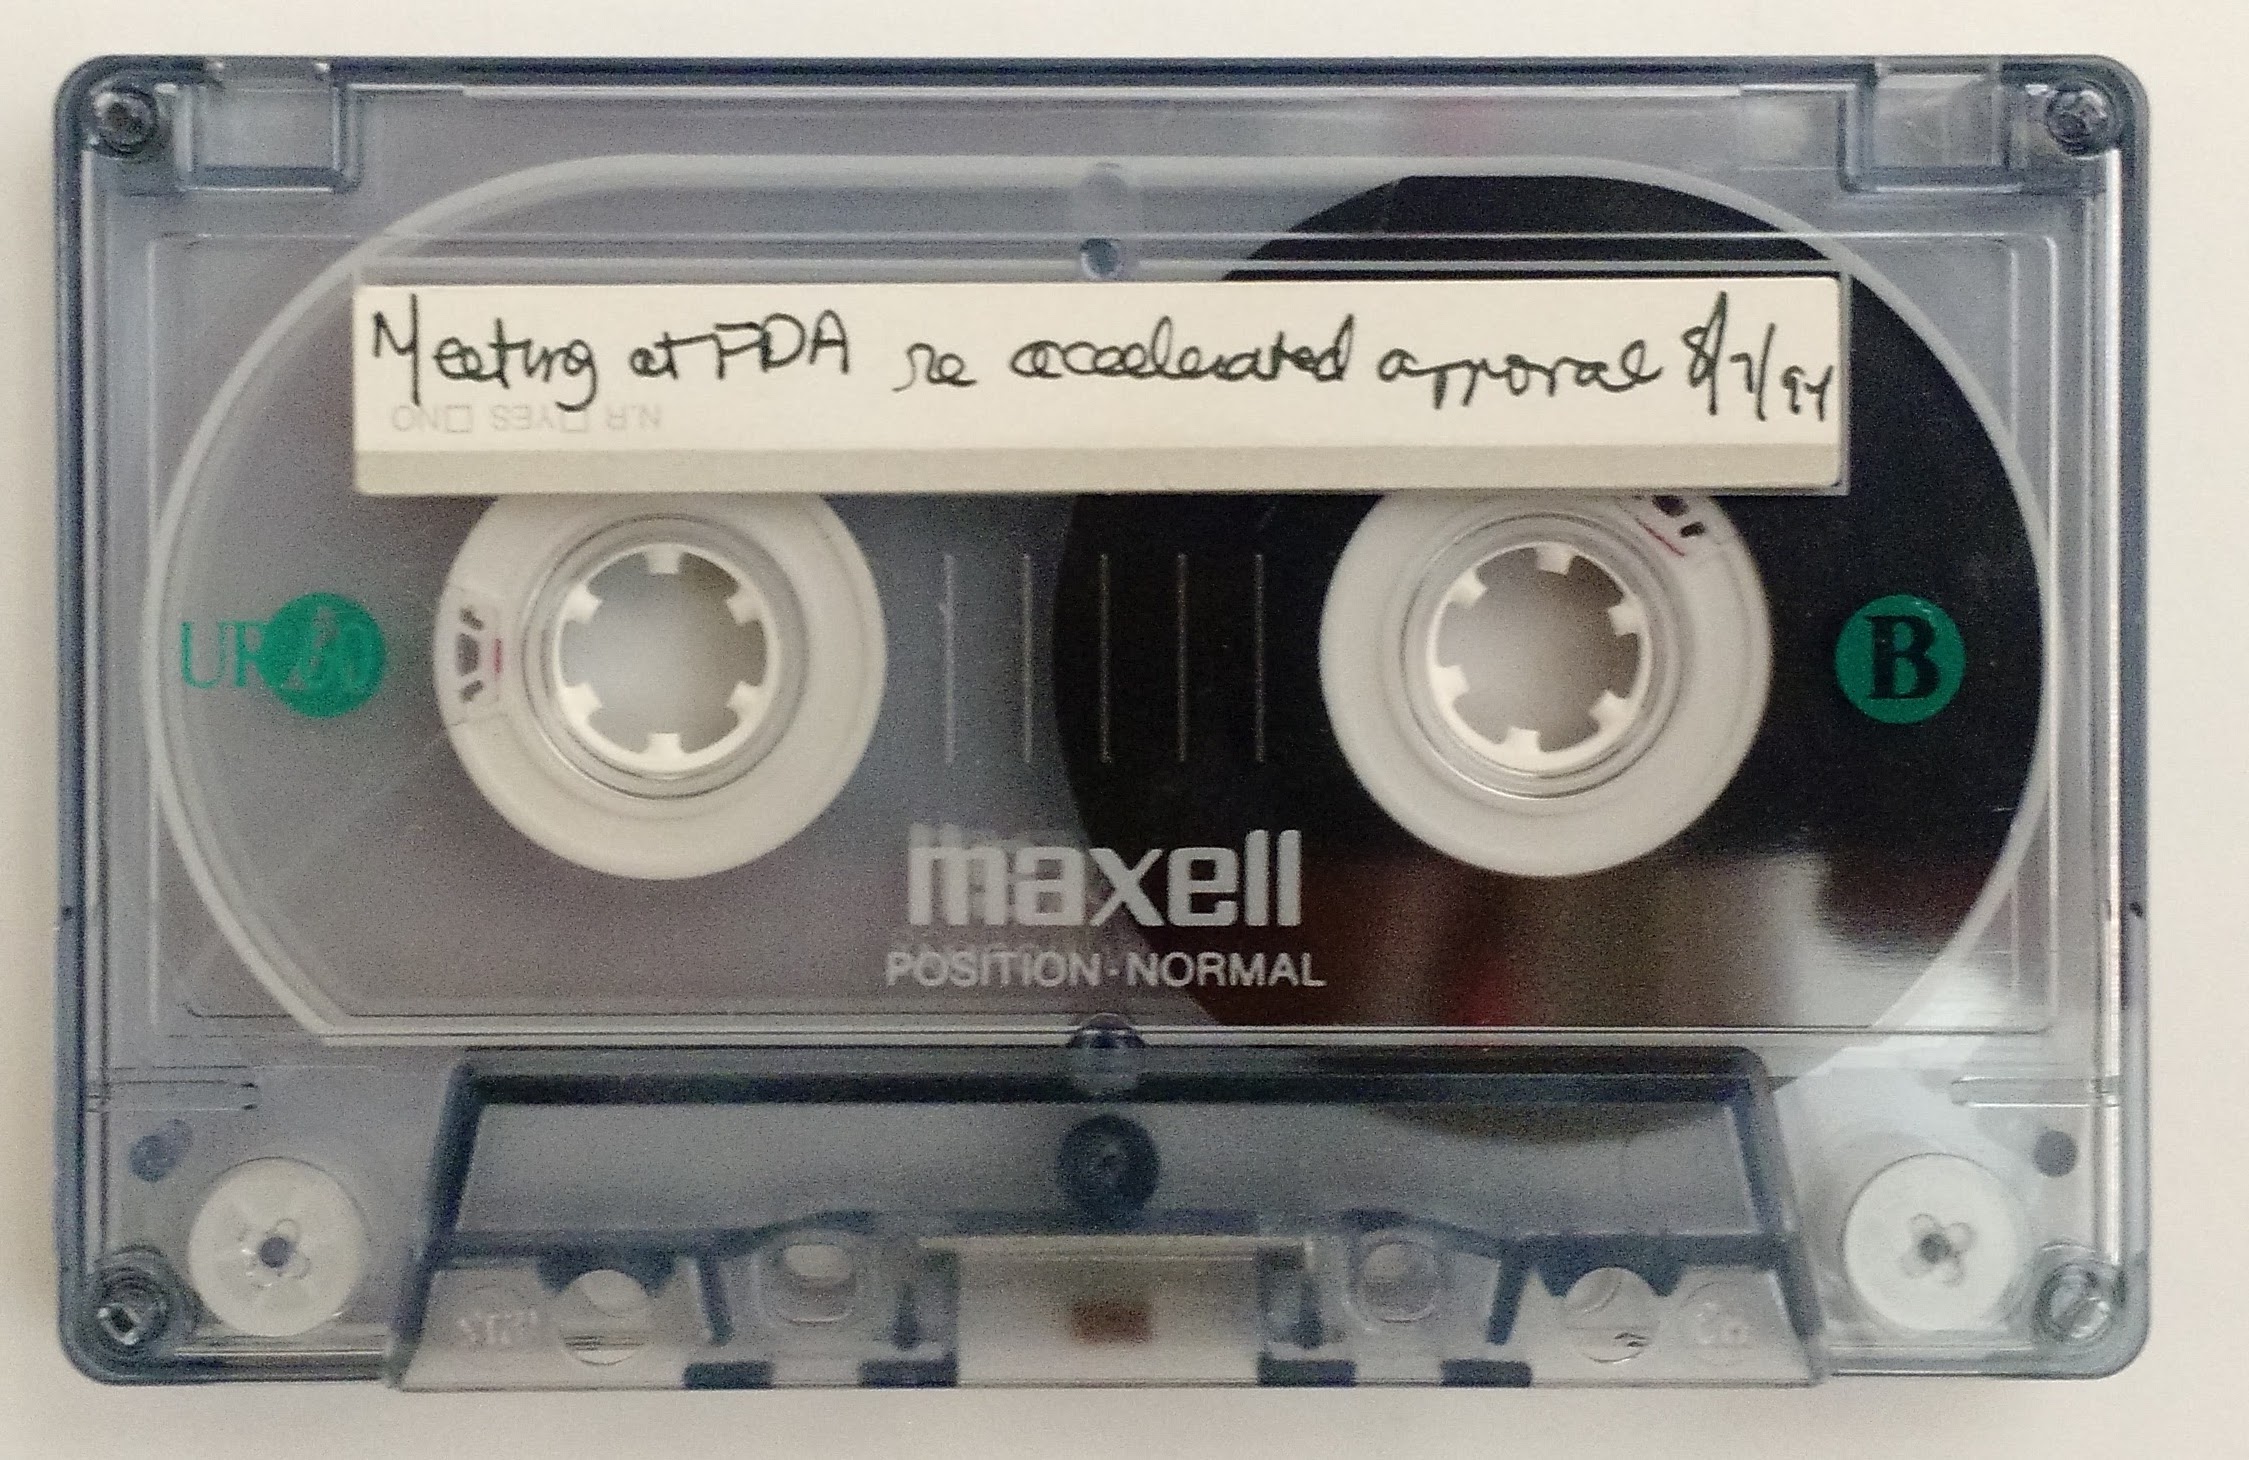 Meeting at FDA re accelerated approval 8/7/94
N.R □YES □NO
UR
B
maxell
POSITION·NORMAL